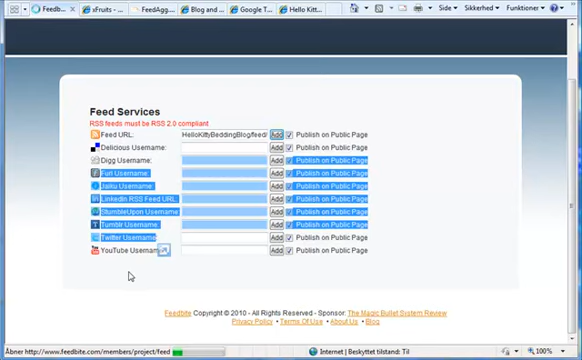 Feedb... xFruits - ... FeedAgg... Blog and ... Google T... Hello Kitt... Side Sikkerhed Funktioner
Feed Services
RSS feeds must be RSS 2.0 compliant
Feed URL: HelloKittyBeddingBlog/feed/ Add Publish on Public Page
Delicious Username: Add Publish on Public Page
Digg Username: Add Publish on Public Page
Furl Username: Add Publish on Public Page
Jaiku Username: Add Publish on Public Page
LinkedIn RSS Feed URL: Add Publish on Public Page
StumbleUpon Username: Add Publish on Public Page
Tumblr Username: Add Publish on Public Page
Twitter Username: Add Publish on Public Page
YouTube Usernam Add Publish on Public Page
Feedbite Copyright © 2010 - All Rights Reserved - Sponsor: The Magic Bullet System Review
Privacy Policy • Terms Of Use • About Us • Blog
Åbner http://www.feedbite.com/members/project/feed Internet | Beskyttet tilstand: Til 100%